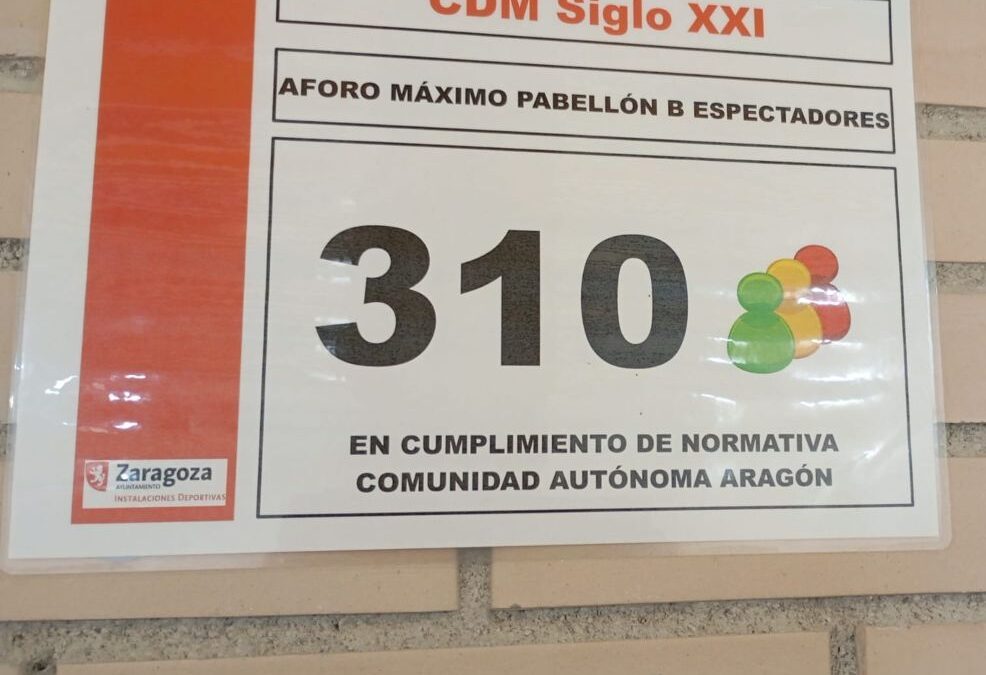 CDM Siglo XXI
AFORO MÁXIMO PABELLÓN B ESPECTADORES
310
EN CUMPLIMIENTO DE NORMATIVA
COMUNIDAD AUTÓNOMA ARAGÓN
Zaragoza
AYUNTAMIENTO
INSTALACIONES DEPORTIVAS